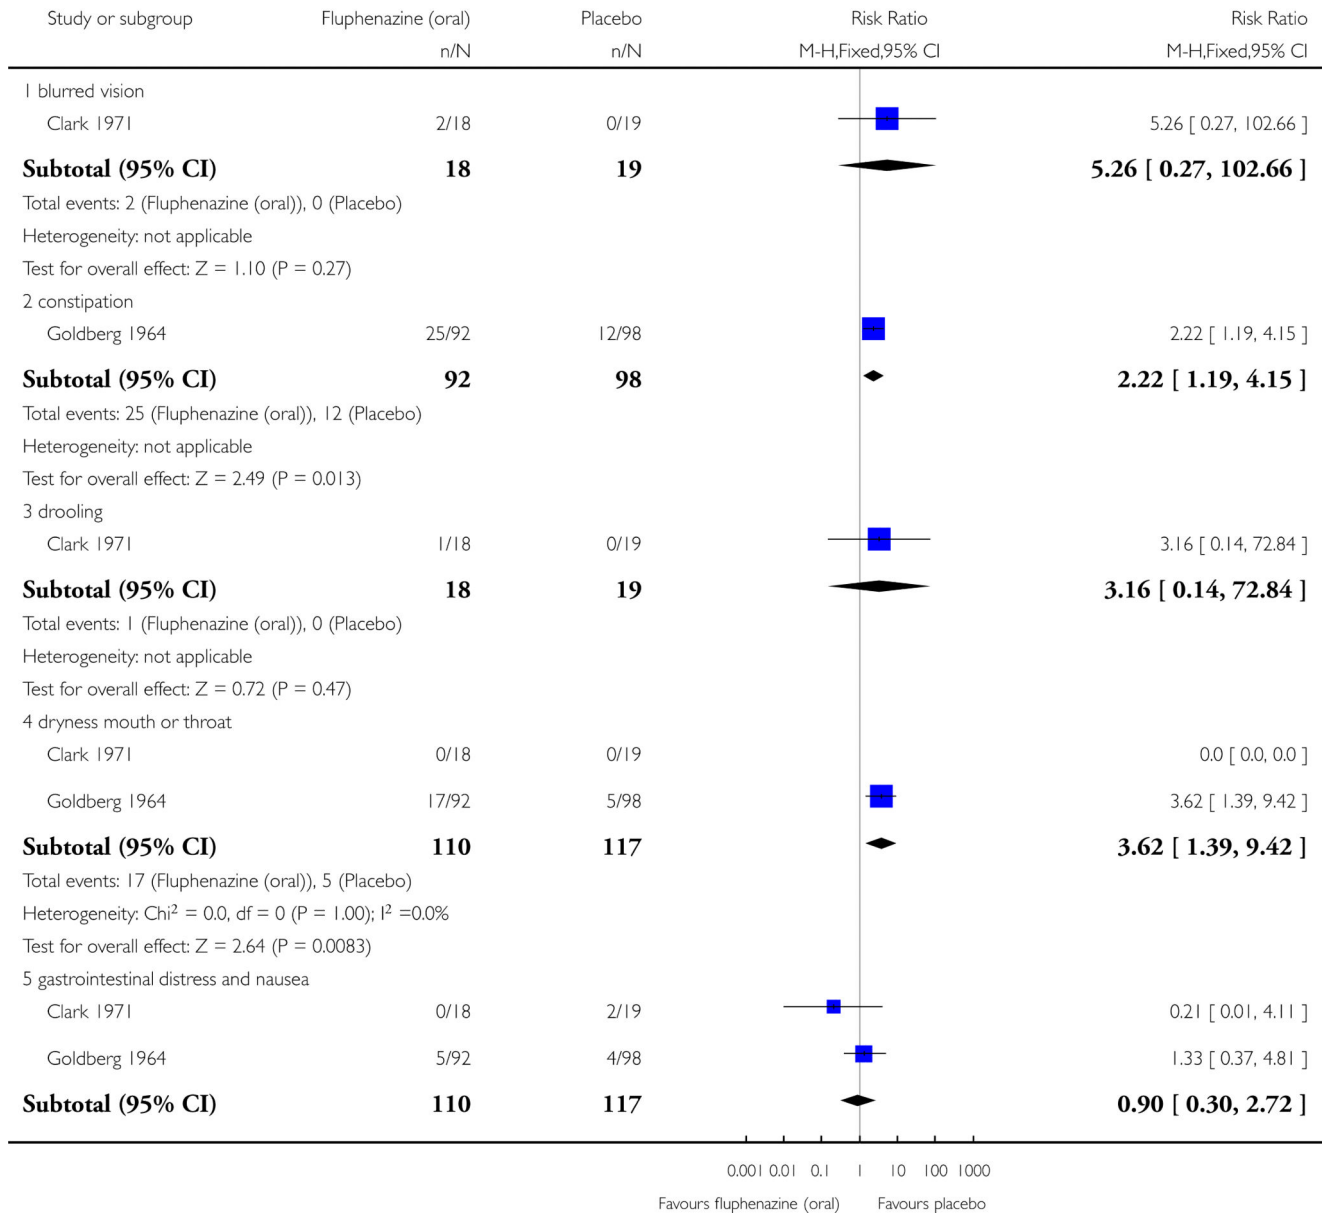 Study or subgroup Fluphenazine (oral) Placebo Risk Ratio Risk Ratio
n/N n/N M-H,Fixed,95% CI M-H,Fixed,95% CI
1 blurred vision
Clark 1971 2/18 0/19 5.26 [ 0.27, 102.66 ]
Subtotal (95% CI) 18 19 5.26 [ 0.27, 102.66 ]
Total events: 2 (Fluphenazine (oral)), 0 (Placebo)
Heterogeneity: not applicable
Test for overall effect: Z = 1.10 (P = 0.27)
2 constipation
Goldberg 1964 25/92 12/98 2.22 [ 1.19, 4.15 ]
Subtotal (95% CI) 92 98 2.22 [ 1.19, 4.15 ]
Total events: 25 (Fluphenazine (oral)), 12 (Placebo)
Heterogeneity: not applicable
Test for overall effect: Z = 2.49 (P = 0.013)
3 drooling
Clark 1971 1/18 0/19 3.16 [ 0.14, 72.84 ]
Subtotal (95% CI) 18 19 3.16 [ 0.14, 72.84 ]
Total events: 1 (Fluphenazine (oral)), 0 (Placebo)
Heterogeneity: not applicable
Test for overall effect: Z = 0.72 (P = 0.47)
4 dryness mouth or throat
Clark 1971 0/18 0/19 0.0 [ 0.0, 0.0 ]
Goldberg 1964 17/92 5/98 3.62 [ 1.39, 9.42 ]
Subtotal (95% CI) 110 117 3.62 [ 1.39, 9.42 ]
Total events: 17 (Fluphenazine (oral)), 5 (Placebo)
Heterogeneity: Chi² = 0.0, df = 0 (P = 1.00); I² =0.0%
Test for overall effect: Z = 2.64 (P = 0.0083)
5 gastrointestinal distress and nausea
Clark 1971 0/18 2/19 0.21 [ 0.01, 4.11 ]
Goldberg 1964 5/92 4/98 1.33 [ 0.37, 4.81 ]
Subtotal (95% CI) 110 117 0.90 [ 0.30, 2.72 ]
0.001 0.01 0.1 1 10 100 1000
Favours fluphenazine (oral) Favours placebo